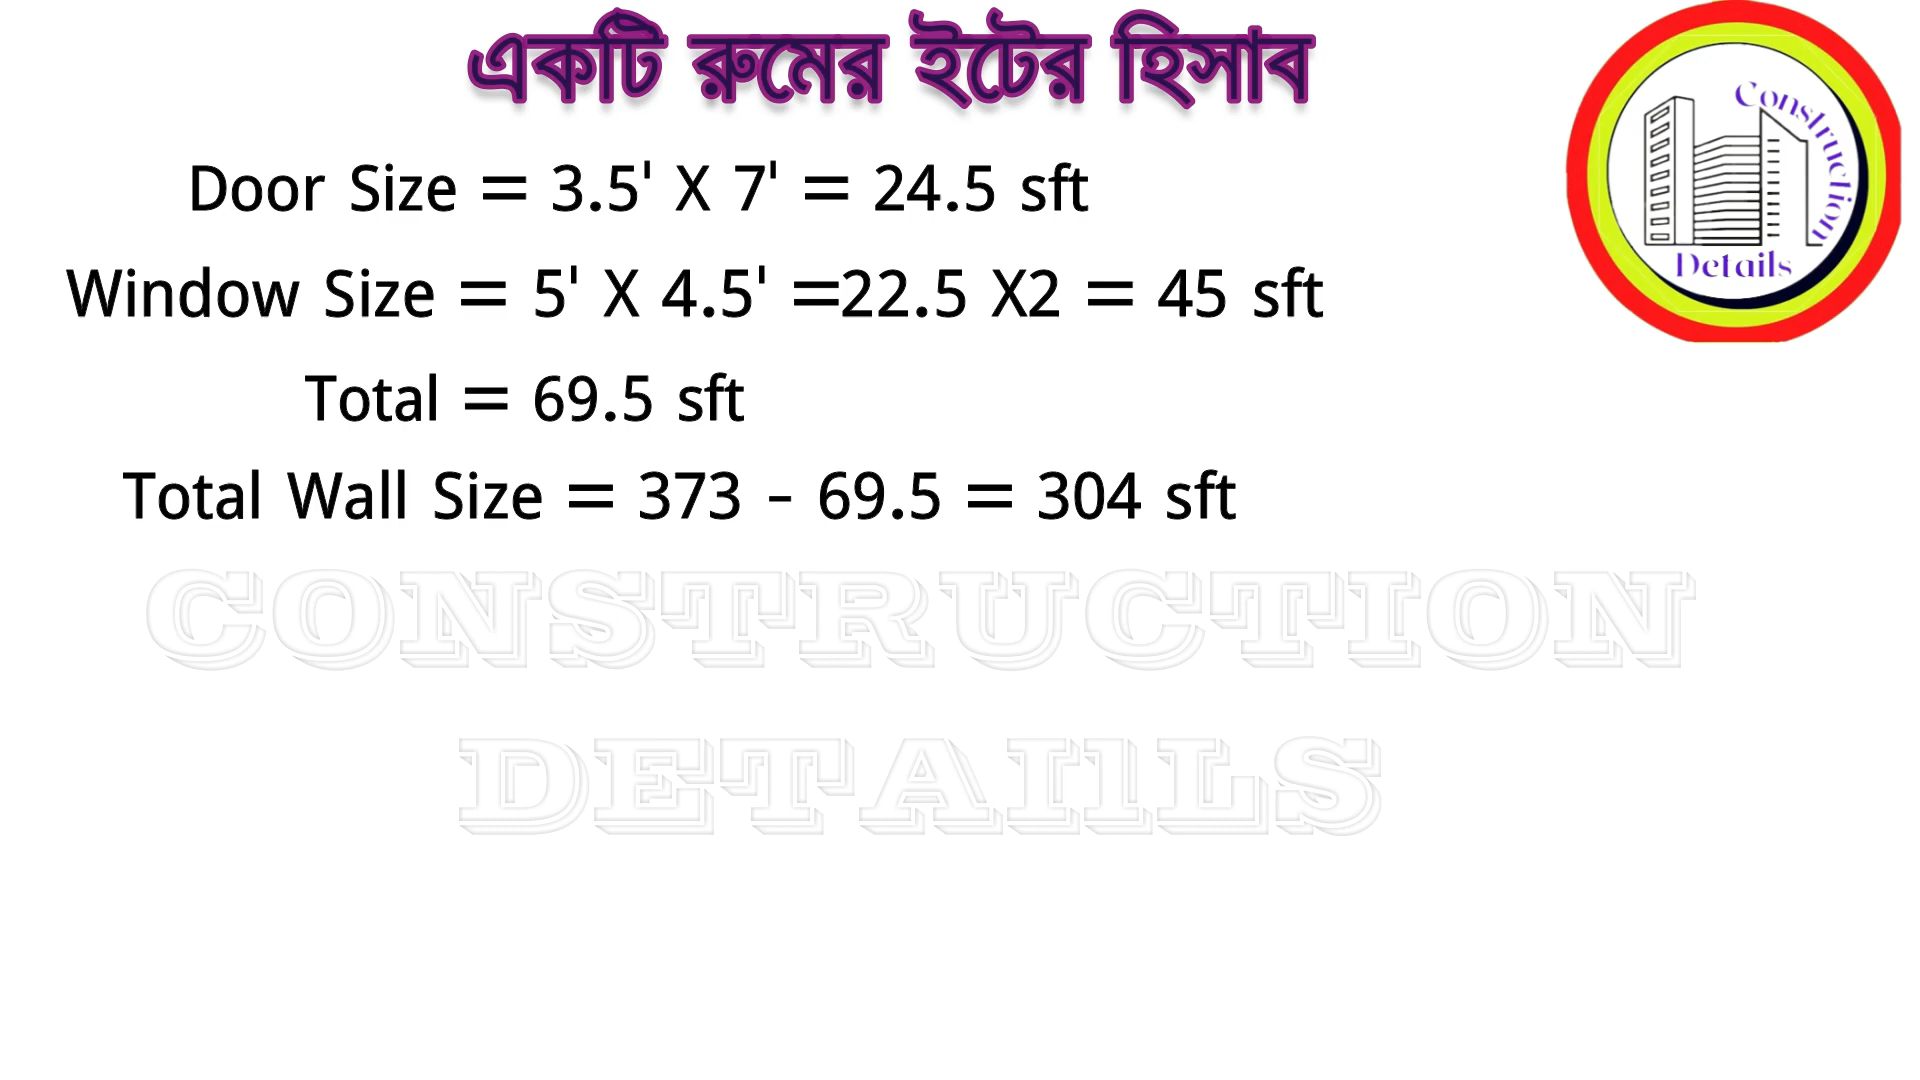 একটি রুমের ইটের হিসাব
Door Size = 3.5' X 7' = 24.5 sft
Window Size = 5' X 4.5' =22.5 X2 = 45 sft
Total = 69.5 sft
Total Wall Size = 373 - 69.5 = 304 sft
Construction
Details
CONSTRUCTION
DETAIlLS